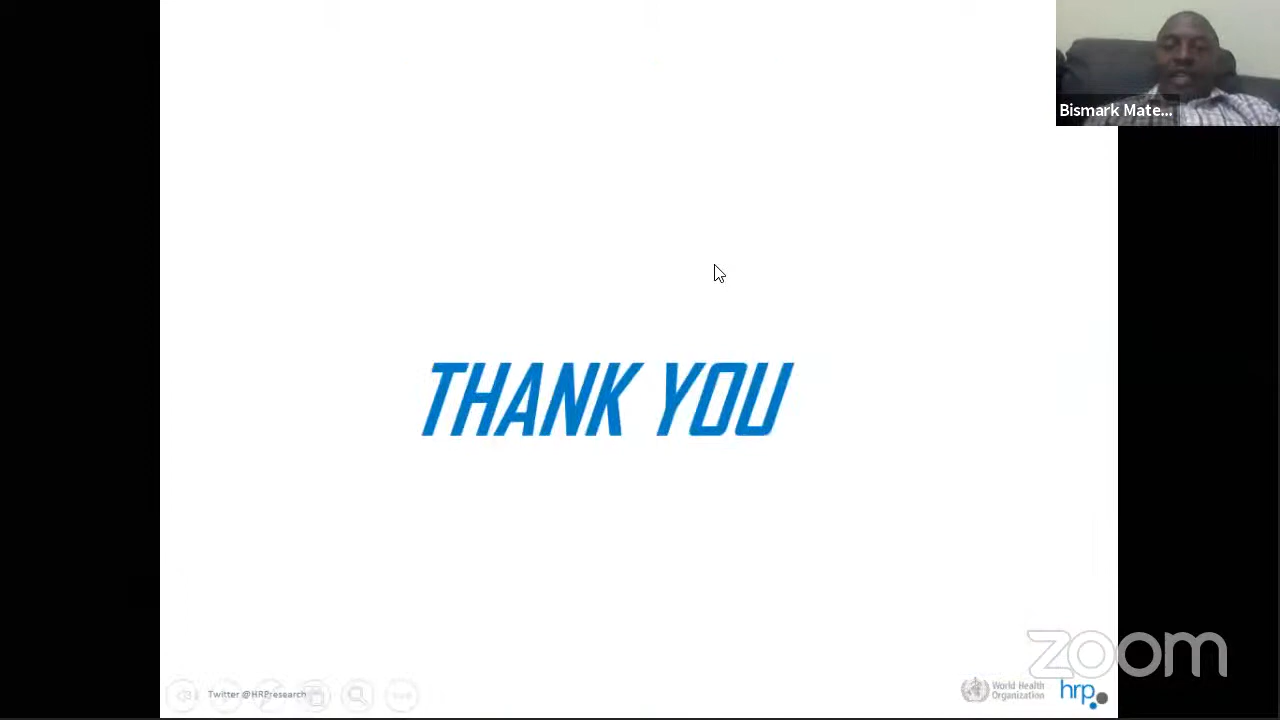 Bismark Mate...
THANK YOU
zoom
Twitter @HRPresearch
World Health
Organization
hrp